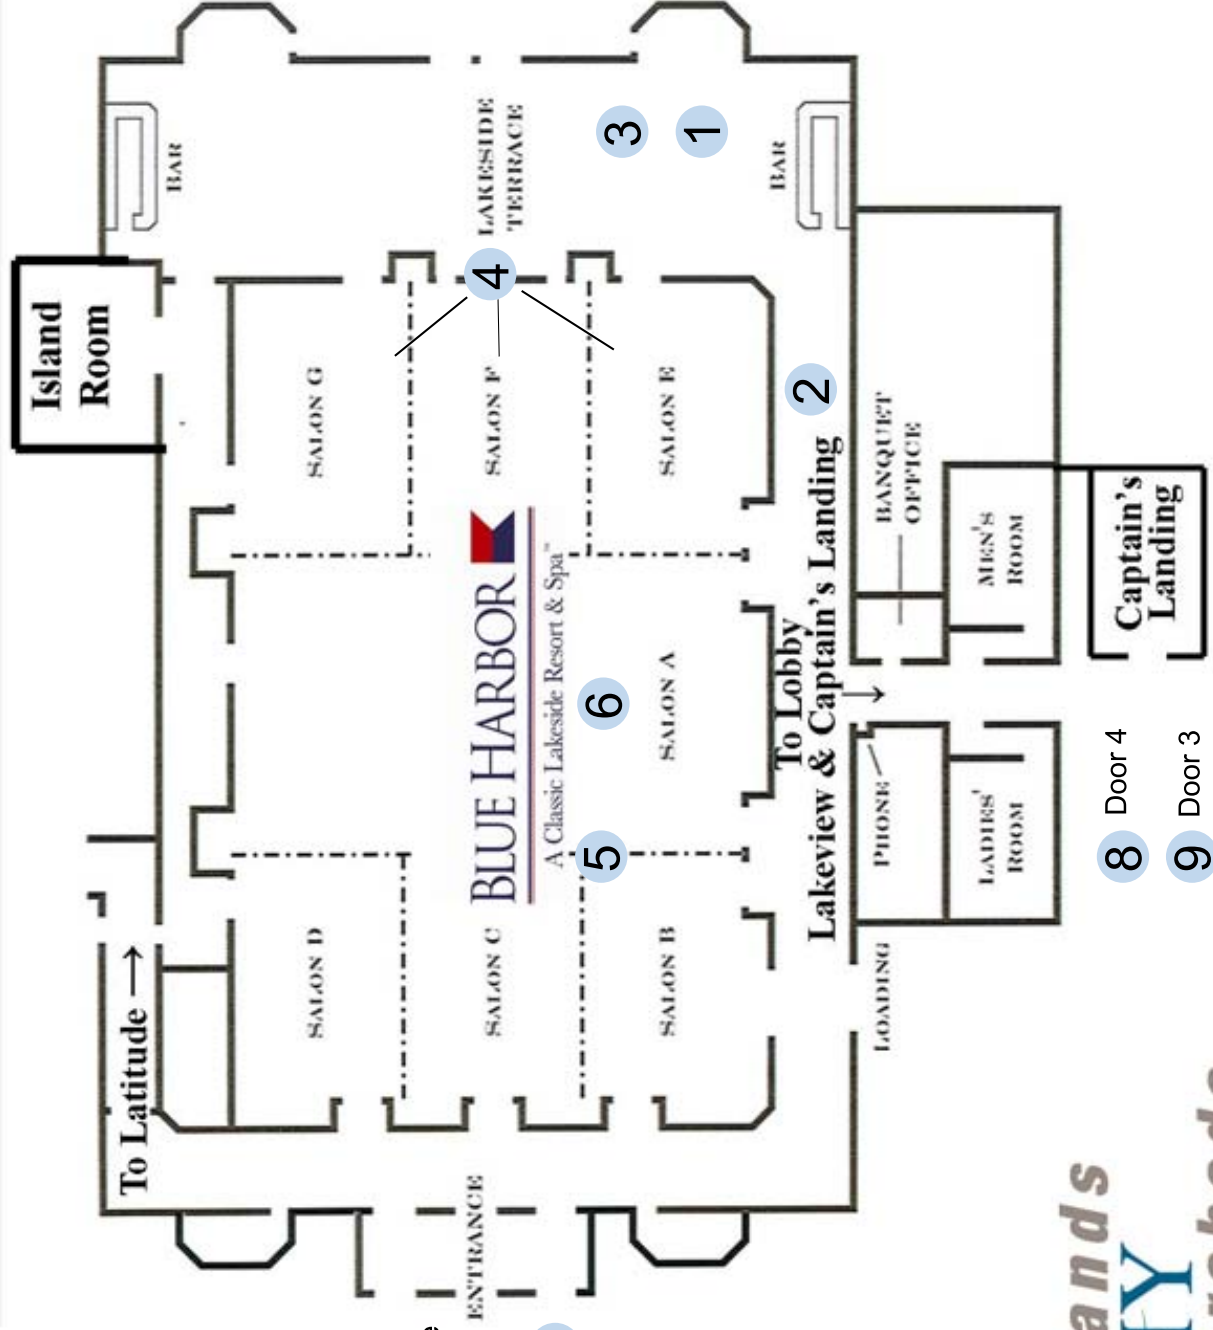 Island
Room
BAR
LAKESIDE
TERRACE
3
1
BAR
4
SALON G
SALON F
SALON E
2
BANQUET
OFFICE
MEN'S
ROOM
Captain's
Landing
BLUE HARBOR
A Classic Lakeside Resort & Spa™
6
SALON A
To Lobby
Lakeview & Captain's Landing
5
PHONE
LADIES'
ROOM
8 Door 4
9 Door 3
To Latitude
SALON D
SALON C
SALON B
LOADING
ENTRANCE
ands